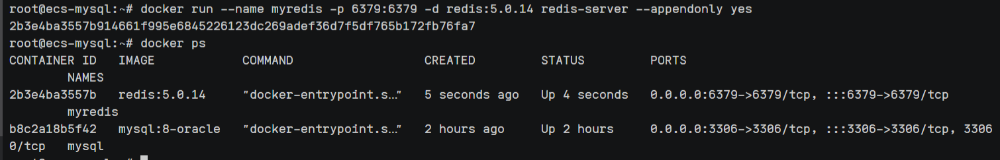 root@ecs-mysql:~# docker run --name myredis -p 6379:6379 -d redis:5.0.14 redis-server --appendonly yes
2b3e4ba3557b914661f995e6845226123dc269adef36d7f5df765b172fb76fa7
root@ecs-mysql:~# docker ps
CONTAINER ID   IMAGE            COMMAND                  CREATED         STATUS         PORTS
        NAMES
2b3e4ba3557b   redis:5.0.14     "docker-entrypoint.s…"   5 seconds ago   Up 4 seconds   0.0.0.0:6379->6379/tcp, :::6379->6379/tcp
        myredis
b8c2a18b5f42   mysql:8-oracle   "docker-entrypoint.s…"   2 hours ago     Up 2 hours     0.0.0.0:3306->3306/tcp, :::3306->3306/tcp, 3306
0/tcp   mysql